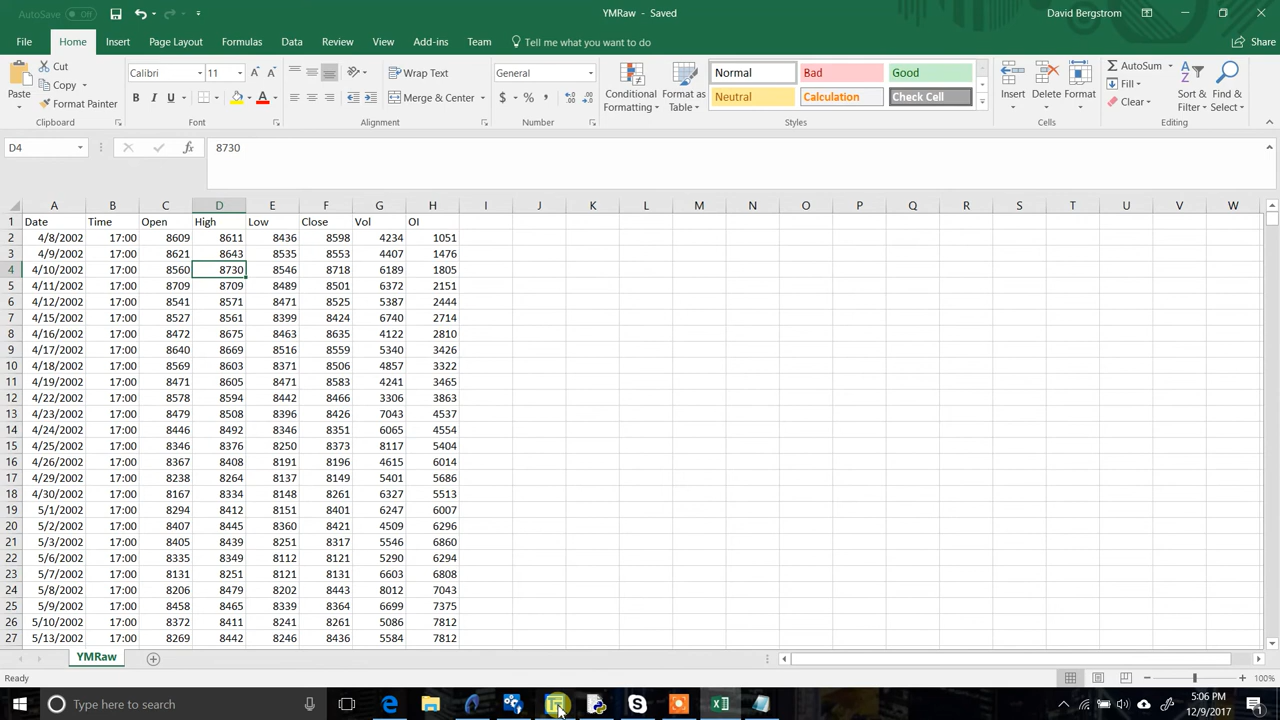 AutoSave Off YMRaw - Saved David Bergstrom
File Home Insert Page Layout Formulas Data Review View Add-ins Team Tell me what you want to do Share
Paste Cut Copy Format Painter Calibri 11 Wrap Text Merge & Center General Conditional Formatting Format as Table Normal Bad Good Neutral Calculation Check Cell Insert Delete Format AutoSum Fill Clear Sort & Filter Find & Select
Clipboard Font Alignment Number Styles Cells Editing
D4 fx 8730
A B C D E F G H I J K L M N O P Q R S T U V W
1 Date Time Open High Low Close Vol OI
2 4/8/2002 17:00 8609 8611 8436 8598 4234 1051
3 4/9/2002 17:00 8621 8643 8535 8553 4407 1476
4 4/10/2002 17:00 8560 8730 8546 8718 6189 1805
5 4/11/2002 17:00 8709 8709 8489 8501 6372 2151
6 4/12/2002 17:00 8541 8571 8471 8525 5387 2444
7 4/15/2002 17:00 8527 8561 8399 8424 6740 2714
8 4/16/2002 17:00 8472 8675 8463 8635 4122 2810
9 4/17/2002 17:00 8640 8669 8516 8559 5340 3426
10 4/18/2002 17:00 8569 8603 8371 8506 4857 3322
11 4/19/2002 17:00 8471 8605 8471 8583 4241 3465
12 4/22/2002 17:00 8578 8594 8442 8466 3306 3863
13 4/23/2002 17:00 8479 8508 8396 8426 7043 4537
14 4/24/2002 17:00 8446 8492 8346 8351 6065 4554
15 4/25/2002 17:00 8346 8376 8250 8373 8117 5404
16 4/26/2002 17:00 8367 8408 8191 8196 4615 6014
17 4/29/2002 17:00 8238 8264 8137 8149 5401 5686
18 4/30/2002 17:00 8167 8334 8148 8261 6327 5513
19 5/1/2002 17:00 8294 8412 8151 8401 6247 6007
20 5/2/2002 17:00 8407 8445 8360 8421 4509 6296
21 5/3/2002 17:00 8405 8439 8251 8317 5546 6860
22 5/6/2002 17:00 8335 8349 8112 8121 5290 6294
23 5/7/2002 17:00 8131 8251 8121 8131 6603 6808
24 5/8/2002 17:00 8206 8479 8202 8443 8012 7043
25 5/9/2002 17:00 8458 8465 8339 8364 6699 7375
26 5/10/2002 17:00 8372 8411 8241 8261 5086 7812
27 5/13/2002 17:00 8269 8442 8246 8436 5584 7812
YMRaw
Ready 100%
Type here to search 5:06 PM
12/9/2017